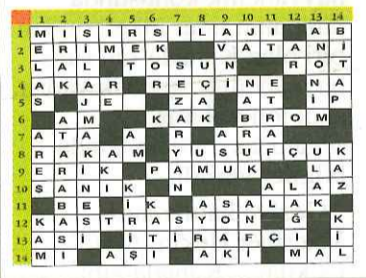 1 2 3 4 5 6 7 8 9 10 11 12 13 14
1 M I S I R S İ L A J I A B
2 E R İ M E K V A T A N İ
3 L A L T O S U N R O T
4 A K A R R E Ç İ N E N A
5 S J E Z A A T İ P
6 A M K A K B R O M
7 A T A A R A R A
8 R A K A M Y U S U F Ç U K
9 E R İ K P A M U K L A
10 S A N I K N A L A Z
11 B E İ K A S A L A K
12 K A S T R A S Y O N Ğ K
13 A S İ İ T İ R A F Ç I İ
14 M I A Ş I A K İ M A L